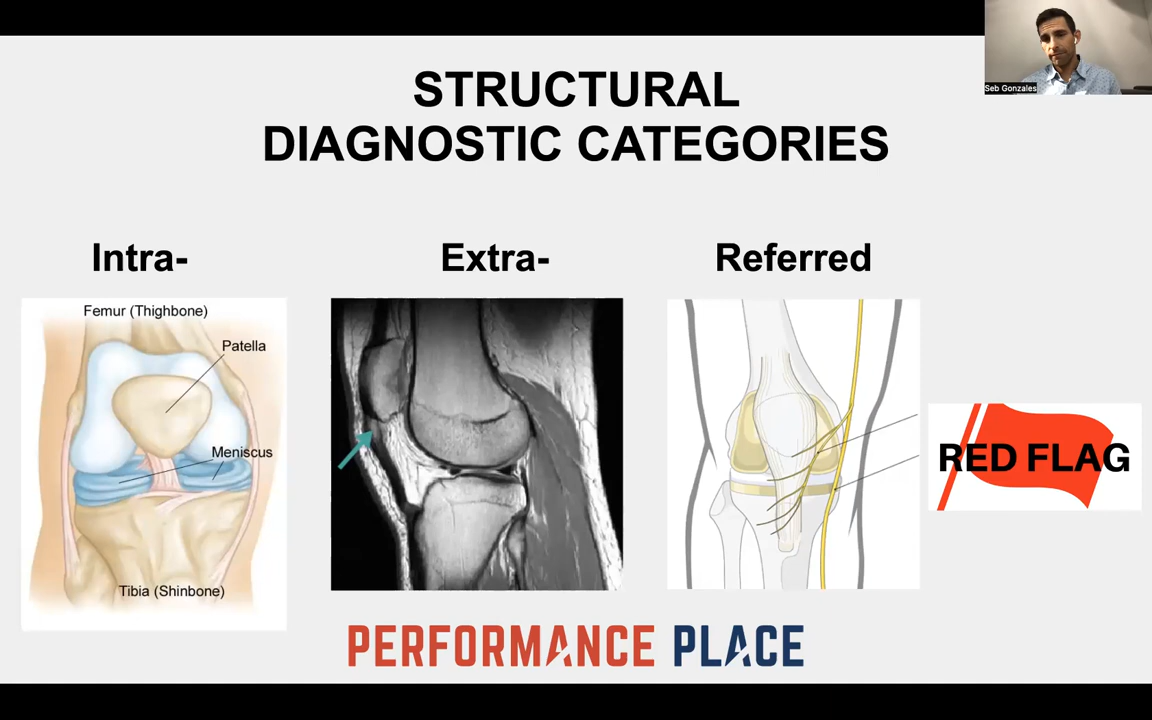 Seb Gonzales
STRUCTURAL
DIAGNOSTIC CATEGORIES
Intra-
Extra-
Referred
Femur (Thighbone)
Patella
Meniscus
Tibia (Shinbone)
RED FLAG
PERFORMANCE PLACE